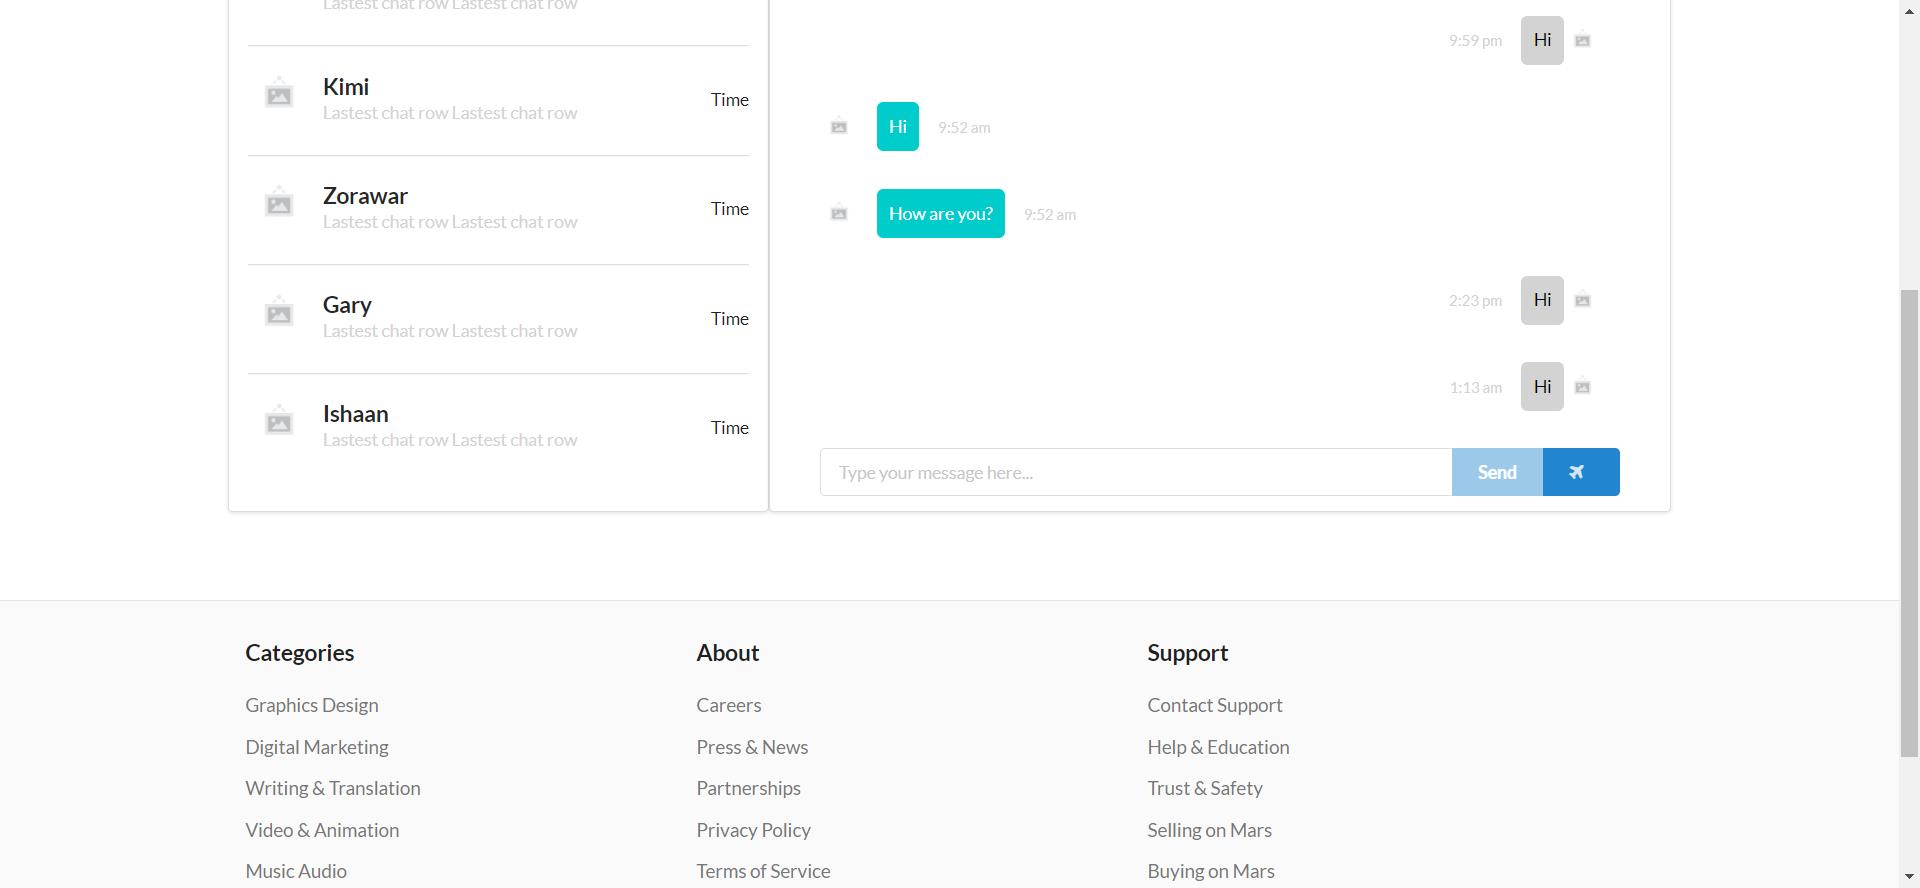 Lastest chat row Lastest chat row
Kimi
Lastest chat row Lastest chat row
Time
Zorawar
Lastest chat row Lastest chat row
Time
Gary
Lastest chat row Lastest chat row
Time
Ishaan
Lastest chat row Lastest chat row
Time
9:59 pm
Hi
Hi
9:52 am
How are you?
9:52 am
2:23 pm
Hi
1:13 am
Hi
Type your message here...
Send
Categories
Graphics Design
Digital Marketing
Writing & Translation
Video & Animation
Music Audio
About
Careers
Press & News
Partnerships
Privacy Policy
Terms of Service
Support
Contact Support
Help & Education
Trust & Safety
Selling on Mars
Buying on Mars